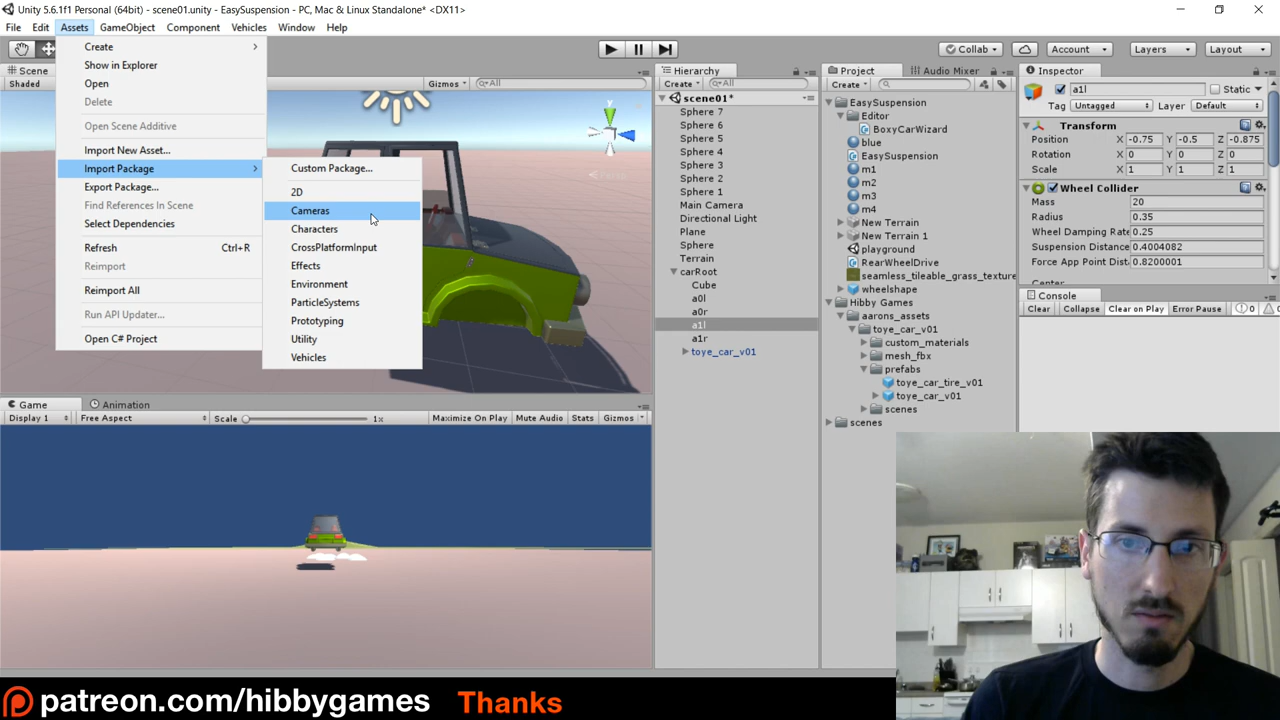 Unity 5.6.1f1 Personal (64bit) - scene01.unity - EasySuspension - PC, Mac & Linux Standalone* <DX11>
File Edit Assets GameObject Component Vehicles Window Help
Collab Account Layers Layout
Create
Show in Explorer
Open
Delete
Open Scene Additive
Import New Asset...
Import Package
Export Package...
Find References In Scene
Select Dependencies
Refresh Ctrl+R
Reimport
Reimport All
Run API Updater...
Open C# Project
Custom Package...
2D
Cameras
Characters
CrossPlatformInput
Effects
Environment
ParticleSystems
Prototyping
Utility
Vehicles
Scene
Shaded Gizmos All
y
Hierarchy
Create All
scene01*
Sphere 7
Sphere 6
Sphere 5
Sphere 4
Sphere 3
Sphere 2
Sphere 1
Main Camera
Directional Light
Plane
Sphere
Terrain
carRoot
Cube
a0l
a0r
a1l
a1r
toye_car_v01
Project Audio Mixer
Create
EasySuspension
Editor
BoxyCarWizard
blue
EasySuspension
m1
m2
m3
m4
New Terrain
New Terrain 1
playground
RearWheelDrive
seamless_tileable_grass_texture
wheelshape
Hibby Games
aarons_assets
toye_car_v01
custom_materials
mesh_fbx
prefabs
toye_car_tire_v01
toye_car_v01
scenes
scenes
Inspector
a1l Static
Tag Untagged Layer Default
Transform
Position X -0.75 Y -0.5 Z -0.875
Rotation X 0 Y 0 Z 0
Scale X 1 Y 1 Z 1
Wheel Collider
Mass 20
Radius 0.35
Wheel Damping Rate 0.25
Suspension Distance 0.4004082
Force App Point Dist 0.8200001
Console
Clear Collapse Clear on Play Error Pause 0
Game Animation
Display 1 Free Aspect Scale 1x Maximize On Play Mute Audio Stats Gizmos
patreon.com/hibbygames Thanks